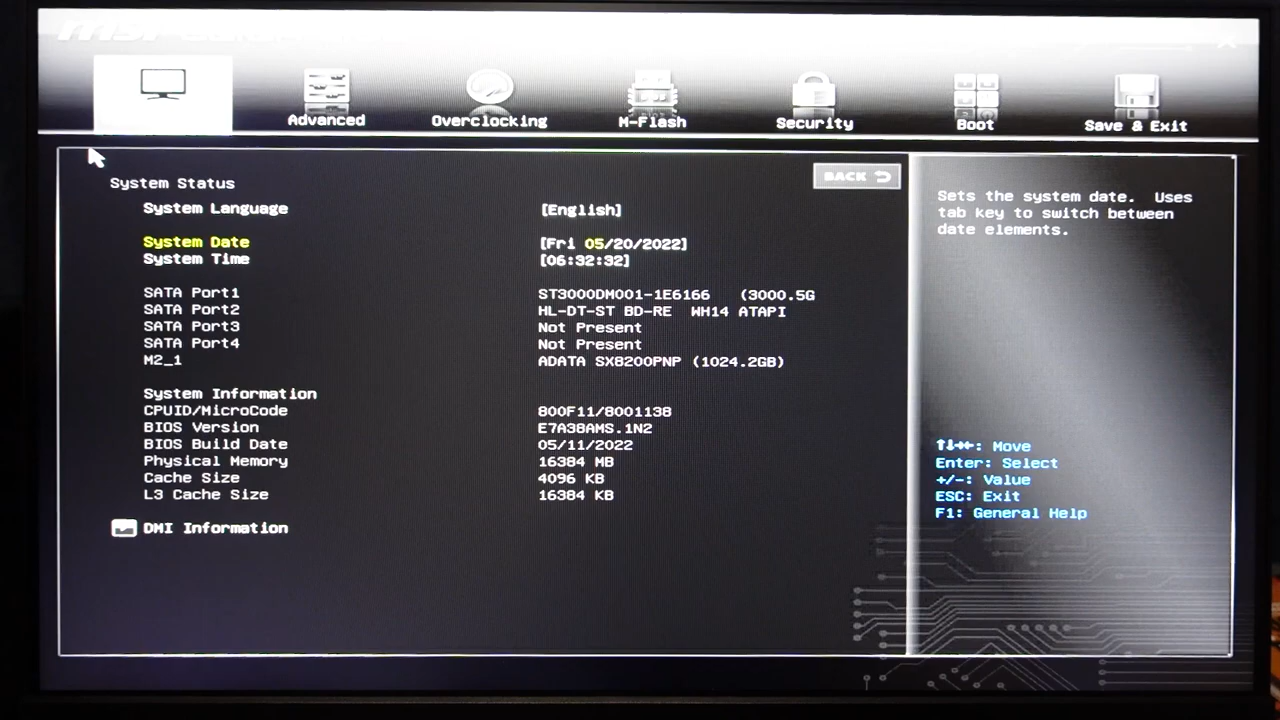 msi
Advanced
Overclocking
M-Flash
Security
Boot
Save & Exit
System Status
BACK
System Language [English]
System Date [Fri 05/20/2022]
System Time [06:32:32]
SATA Port1 ST3000DM001-1E6166 (3000.5G
SATA Port2 HL-DT-ST BD-RE WH14 ATAPI
SATA Port3 Not Present
SATA Port4 Not Present
M2_1 ADATA SX8200PNP (1024.2GB)
System Information
CPUID/MicroCode 800F11/8001138
BIOS Version E7A38AMS.1N2
BIOS Build Date 05/11/2022
Physical Memory 16384 MB
Cache Size 4096 KB
L3 Cache Size 16384 KB
DMI Information
Sets the system date. Uses
tab key to switch between
date elements.
↑↓→←: Move
Enter: Select
+/-: Value
ESC: Exit
F1: General Help